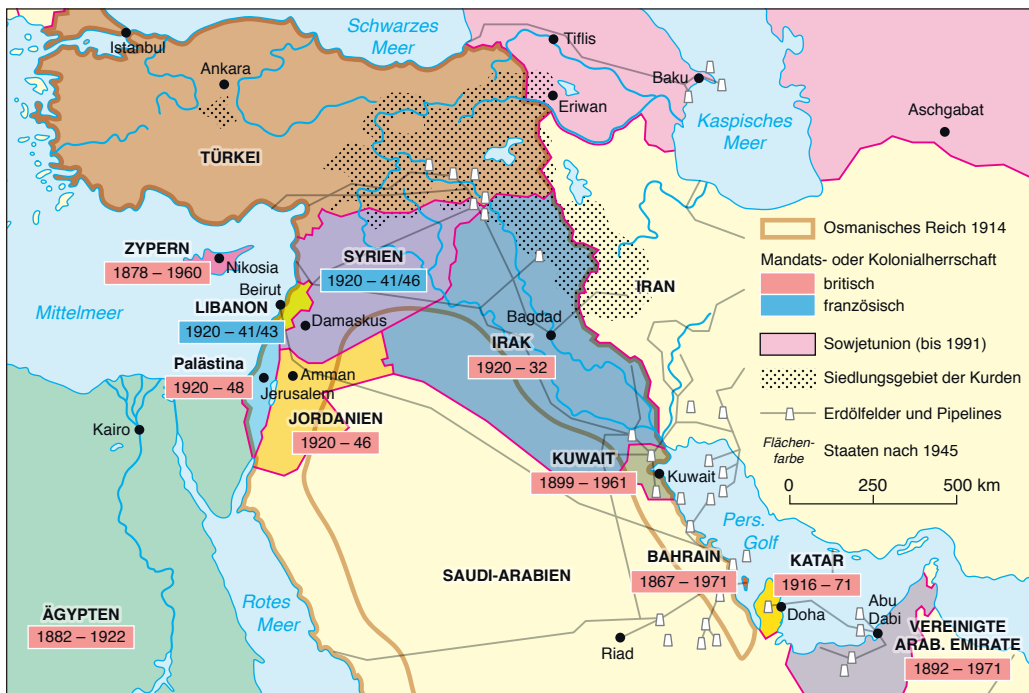 Schwarzes
Meer
Istanbul
Ankara
TÜRKEI
Tiflis
Eriwan
Baku
Kaspisches
Meer
Aschgabat
ZYPERN
1878 – 1960
Nikosia
Beirut
LIBANON
1920 – 41/43
Mittelmeer
SYRIEN
1920 – 41/46
Damaskus
Palästina
1920 – 48
Amman
Jerusalem
JORDANIEN
1920 – 46
Kairo
Bagdad
IRAK
1920 – 32
IRAN
KUWAIT
1899 – 1961
Kuwait
Osmanisches Reich 1914
Mandats- oder Kolonialherrschaft
britisch
französisch
Sowjetunion (bis 1991)
Siedlungsgebiet der Kurden
Erdölfelder und Pipelines
Flächen-
farbe
Staaten nach 1945
0 250 500 km
Pers.
Golf
BAHRAIN
1867 – 1971
KATAR
1916 – 71
Doha
Abu
Dabi
VEREINIGTE
ARAB. EMIRATE
1892 – 1971
SAUDI-ARABIEN
Riad
Rotes
Meer
ÄGYPTEN
1882 – 1922